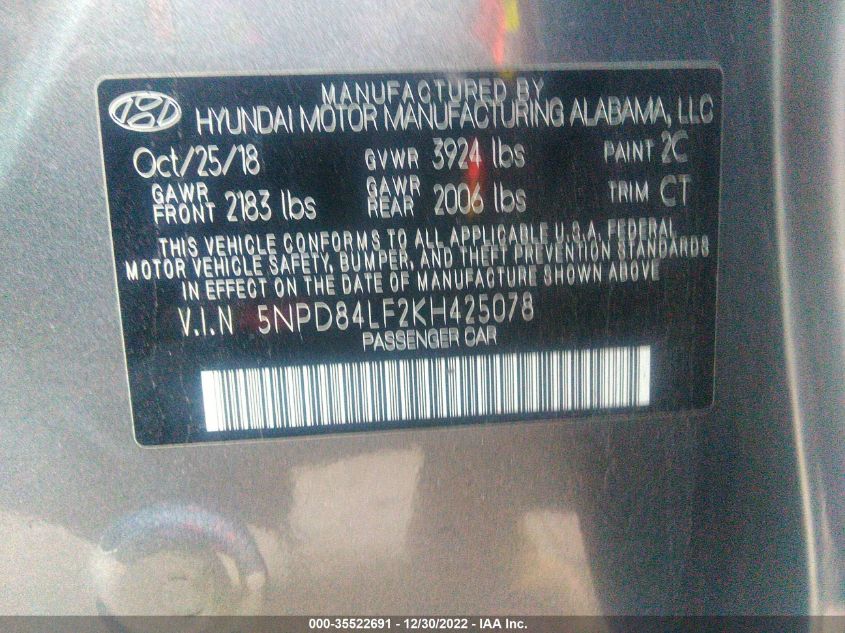 MANUFACTURED BY
HYUNDAI MOTOR MANUFACTURING ALABAMA, LLC
Oct/25/18 GVWR 3924 lbs PAINT 2C
GAWR FRONT 2183 lbs GAWR REAR 2006 lbs TRIM CT
THIS VEHICLE CONFORMS TO ALL APPLICABLE U.S.A. FEDERAL
MOTOR VEHICLE SAFETY, BUMPER, AND THEFT PREVENTION STANDARDS
IN EFFECT ON THE DATE OF MANUFACTURE SHOWN ABOVE
V.I.N 5NPD84LF2KH425078
PASSENGER CAR
000-35522691 - 12/30/2022 - IAA Inc.